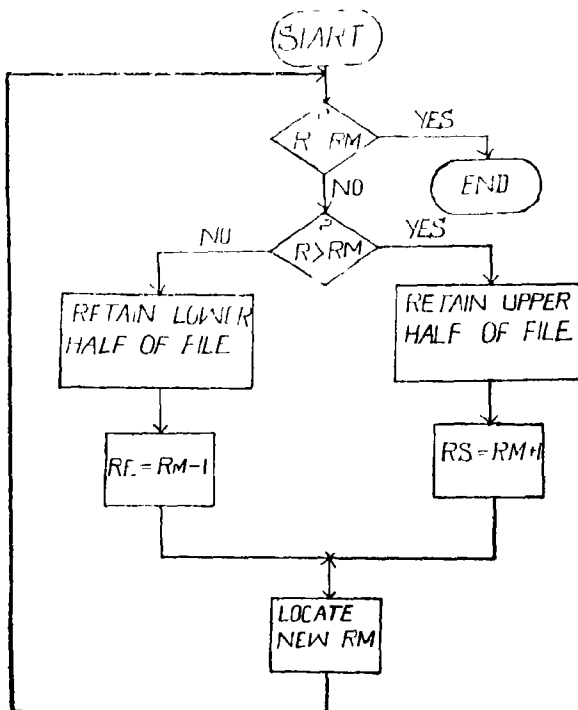 START
R RM
YES
END
NO
?
R>RM
NO
YES
RETAIN LOWER
HALF OF FILE
RETAIN UPPER
HALF OF FILE
RE=RM-1
RS=RM+1
LOCATE
NEW RM